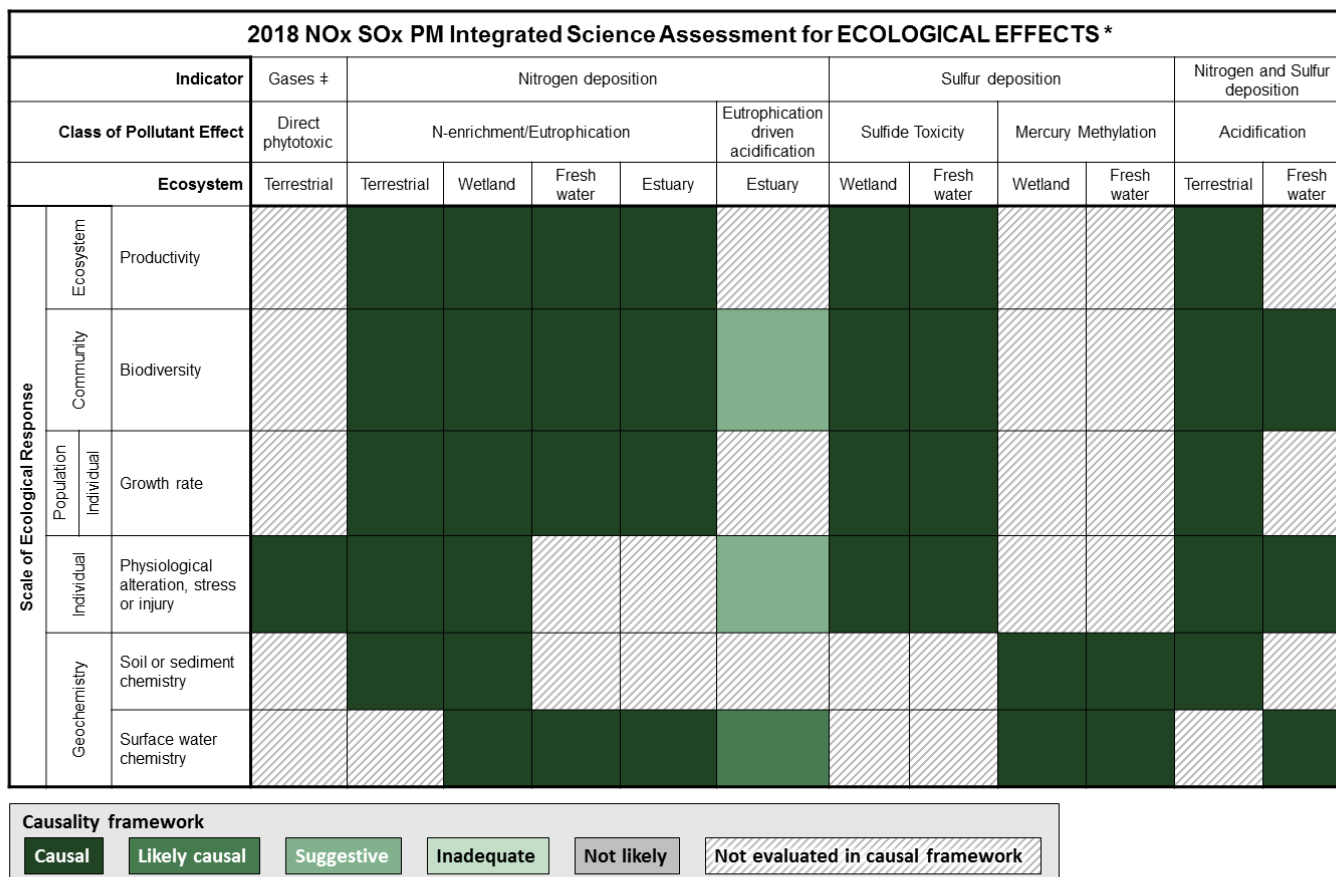 2018 NOx SOx PM Integrated Science Assessment for ECOLOGICAL EFFECTS *
Indicator
Gases ‡
Nitrogen deposition
Sulfur deposition
Nitrogen and Sulfur
deposition
Class of Pollutant Effect
Direct
phytotoxic
N-enrichment/Eutrophication
Eutrophication
driven
acidification
Sulfide Toxicity
Mercury Methylation
Acidification
Ecosystem
Terrestrial
Terrestrial
Wetland
Fresh
water
Estuary
Estuary
Wetland
Fresh
water
Wetland
Fresh
water
Terrestrial
Fresh
water
Scale of Ecological Response
Ecosystem
Productivity
Community
Biodiversity
Population
Individual
Growth rate
Individual
Physiological
alteration, stress
or injury
Geochemistry
Soil or sediment
chemistry
Surface water
chemistry
Causality framework
Causal
Likely causal
Suggestive
Inadequate
Not likely
Not evaluated in causal framework